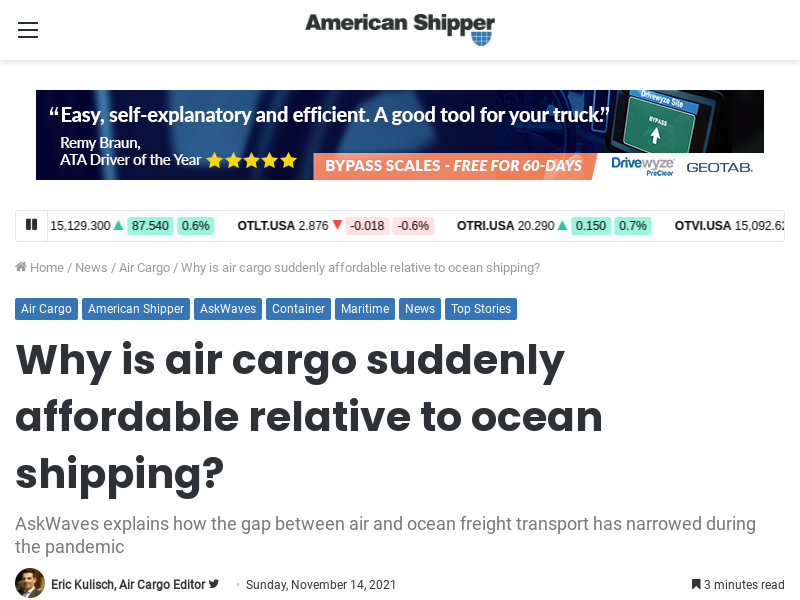 American Shipper
Drivewyze Site
BYPASS
“Easy, self-explanatory and efficient. A good tool for your truck.”
Remy Braun,
ATA Driver of the Year
BYPASS SCALES - FREE FOR 60-DAYS
Drivewyze
PreClear
GEOTAB.
15,129.300 87.540 0.6% OTLT.USA 2.876 -0.018 -0.6% OTRI.USA 20.290 0.150 0.7% OTVI.USA 15,092.62
Home / News / Air Cargo / Why is air cargo suddenly affordable relative to ocean shipping?
Air Cargo American Shipper AskWaves Container Maritime News Top Stories
Why is air cargo suddenly
affordable relative to ocean
shipping?
AskWaves explains how the gap between air and ocean freight transport has narrowed during
the pandemic
Eric Kulisch, Air Cargo Editor • Sunday, November 14, 2021 3 minutes read